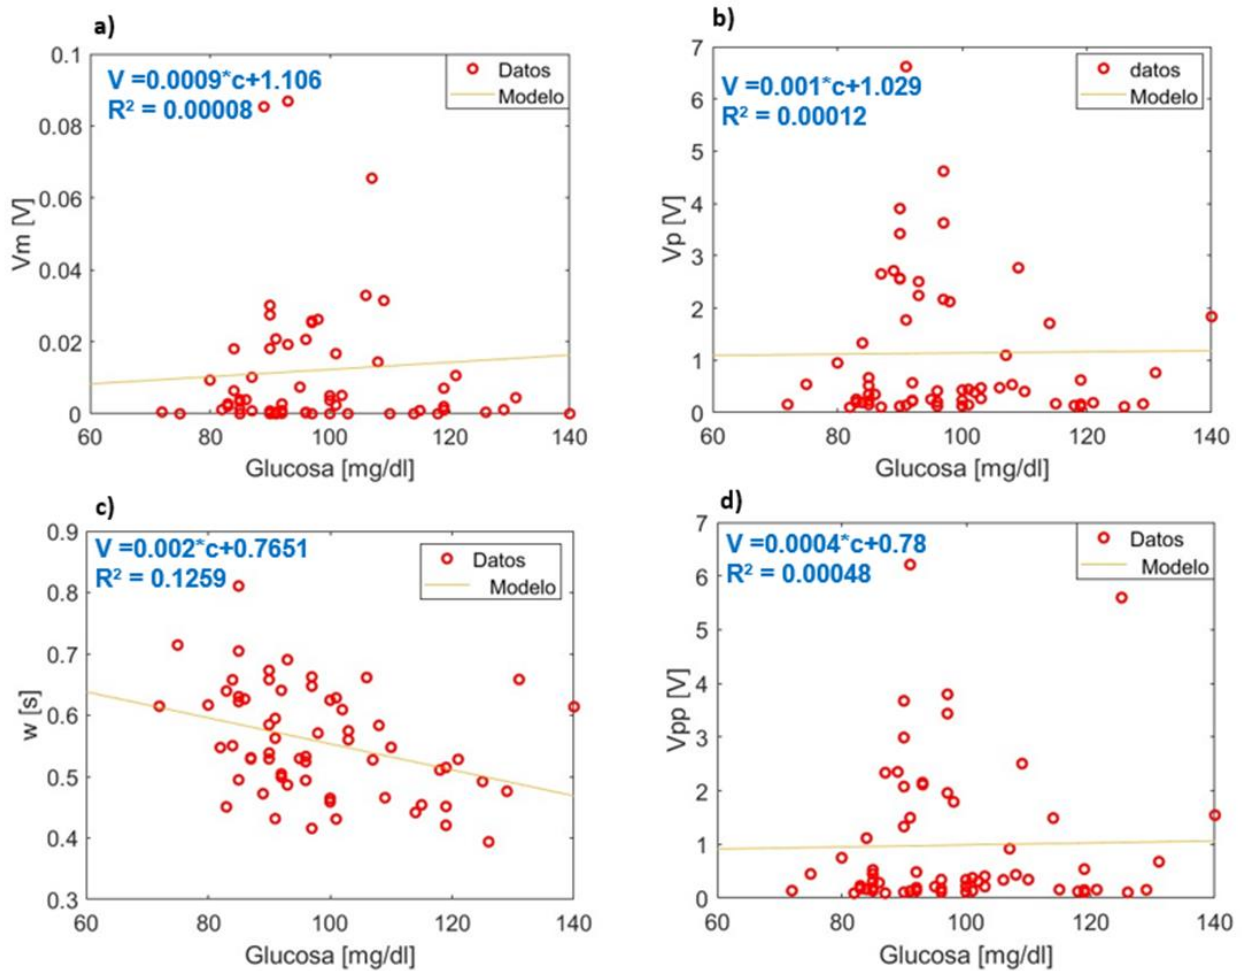 a)
V =0.0009*c+1.106
R² = 0.00008
Datos
Modelo
0.1
0.08
0.06
0.04
0.02
0
Vm [V]
60 80 100 120 140
Glucosa [mg/dl]
b)
V =0.001*c+1.029
R² = 0.00012
datos
Modelo
7
6
5
4
3
2
1
0
Vp [V]
60 80 100 120 140
Glucosa [mg/dl]
c)
V =0.002*c+0.7651
R² = 0.1259
Datos
Modelo
0.9
0.8
0.7
0.6
0.5
0.4
0.3
w [s]
60 80 100 120 140
Glucosa [mg/dl]
d)
V =0.0004*c+0.78
R² = 0.00048
Datos
Modelo
7
6
5
4
3
2
1
0
Vpp [V]
60 80 100 120 140
Glucosa [mg/dl]